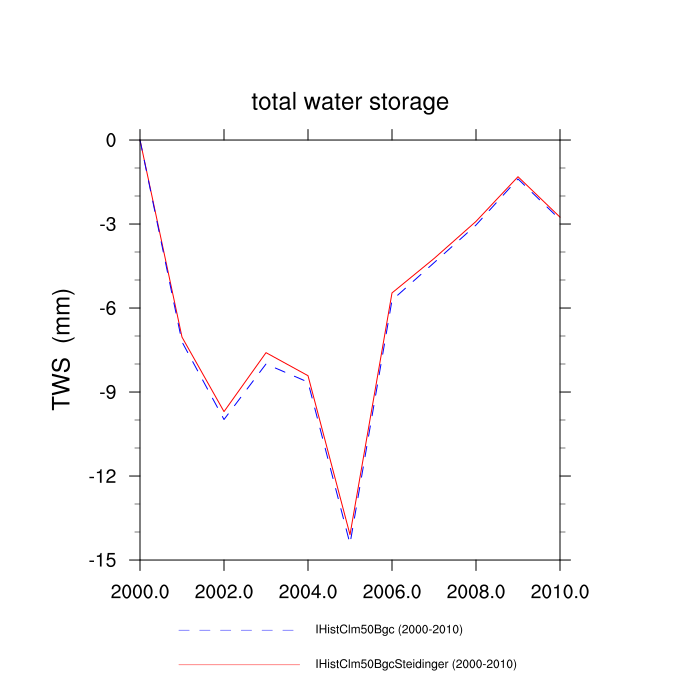 total water storage
0
-3
-6
-9
-12
-15
TWS (mm)
2000.0 2002.0 2004.0 2006.0 2008.0 2010.0
IHistClm50Bgc (2000-2010)
IHistClm50BgcSteidinger (2000-2010)